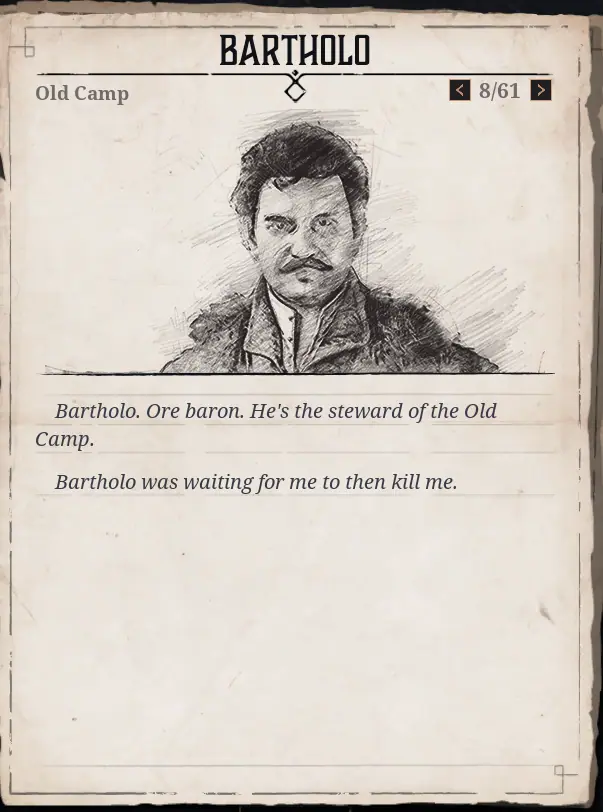 BARTHOLO
Old Camp
8/61
Bartholo. Ore baron. He's the steward of the Old
Camp.
Bartholo was waiting for me to then kill me.